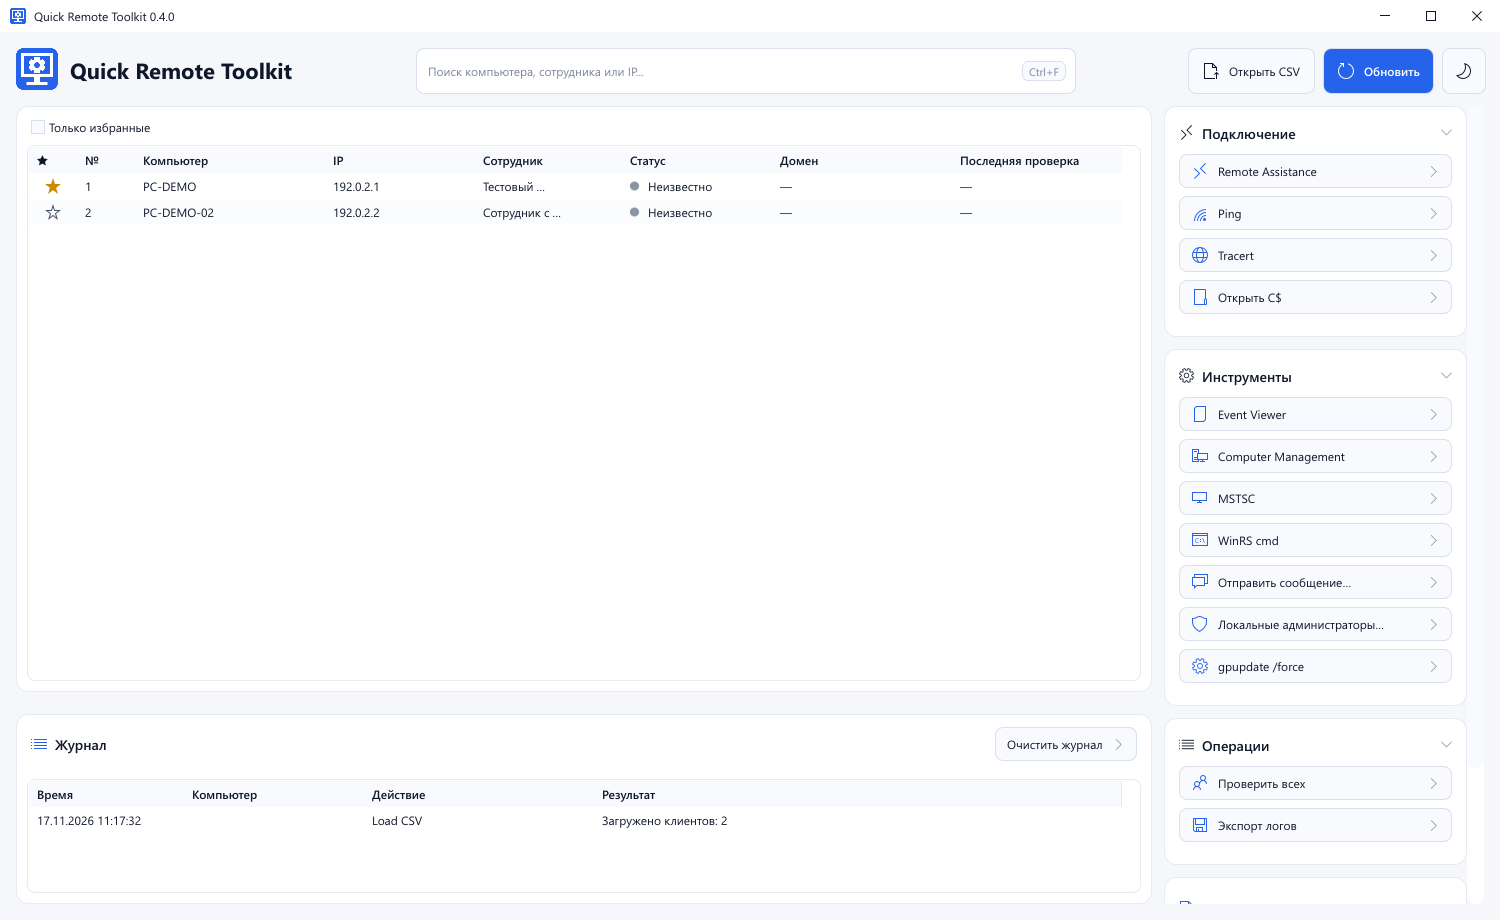 Quick Remote Toolkit 0.4.0
Quick Remote Toolkit
Поиск компьютера, сотрудника или IP...
Ctrl+F
Открыть CSV
Обновить
Только избранные
№ Компьютер IP Сотрудник Статус Домен Последняя проверка
1 PC-DEMO 192.0.2.1 Тестовый ... Неизвестно — —
2 PC-DEMO-02 192.0.2.2 Сотрудник с ... Неизвестно — —
Журнал
Очистить журнал
Время Компьютер Действие Результат
17.11.2026 11:17:32 Load CSV Загружено клиентов: 2
Подключение
Remote Assistance
Ping
Tracert
Открыть C$
Инструменты
Event Viewer
Computer Management
MSTSC
WinRS cmd
Отправить сообщение...
Локальные администраторы...
gpupdate /force
Операции
Проверить всех
Экспорт логов